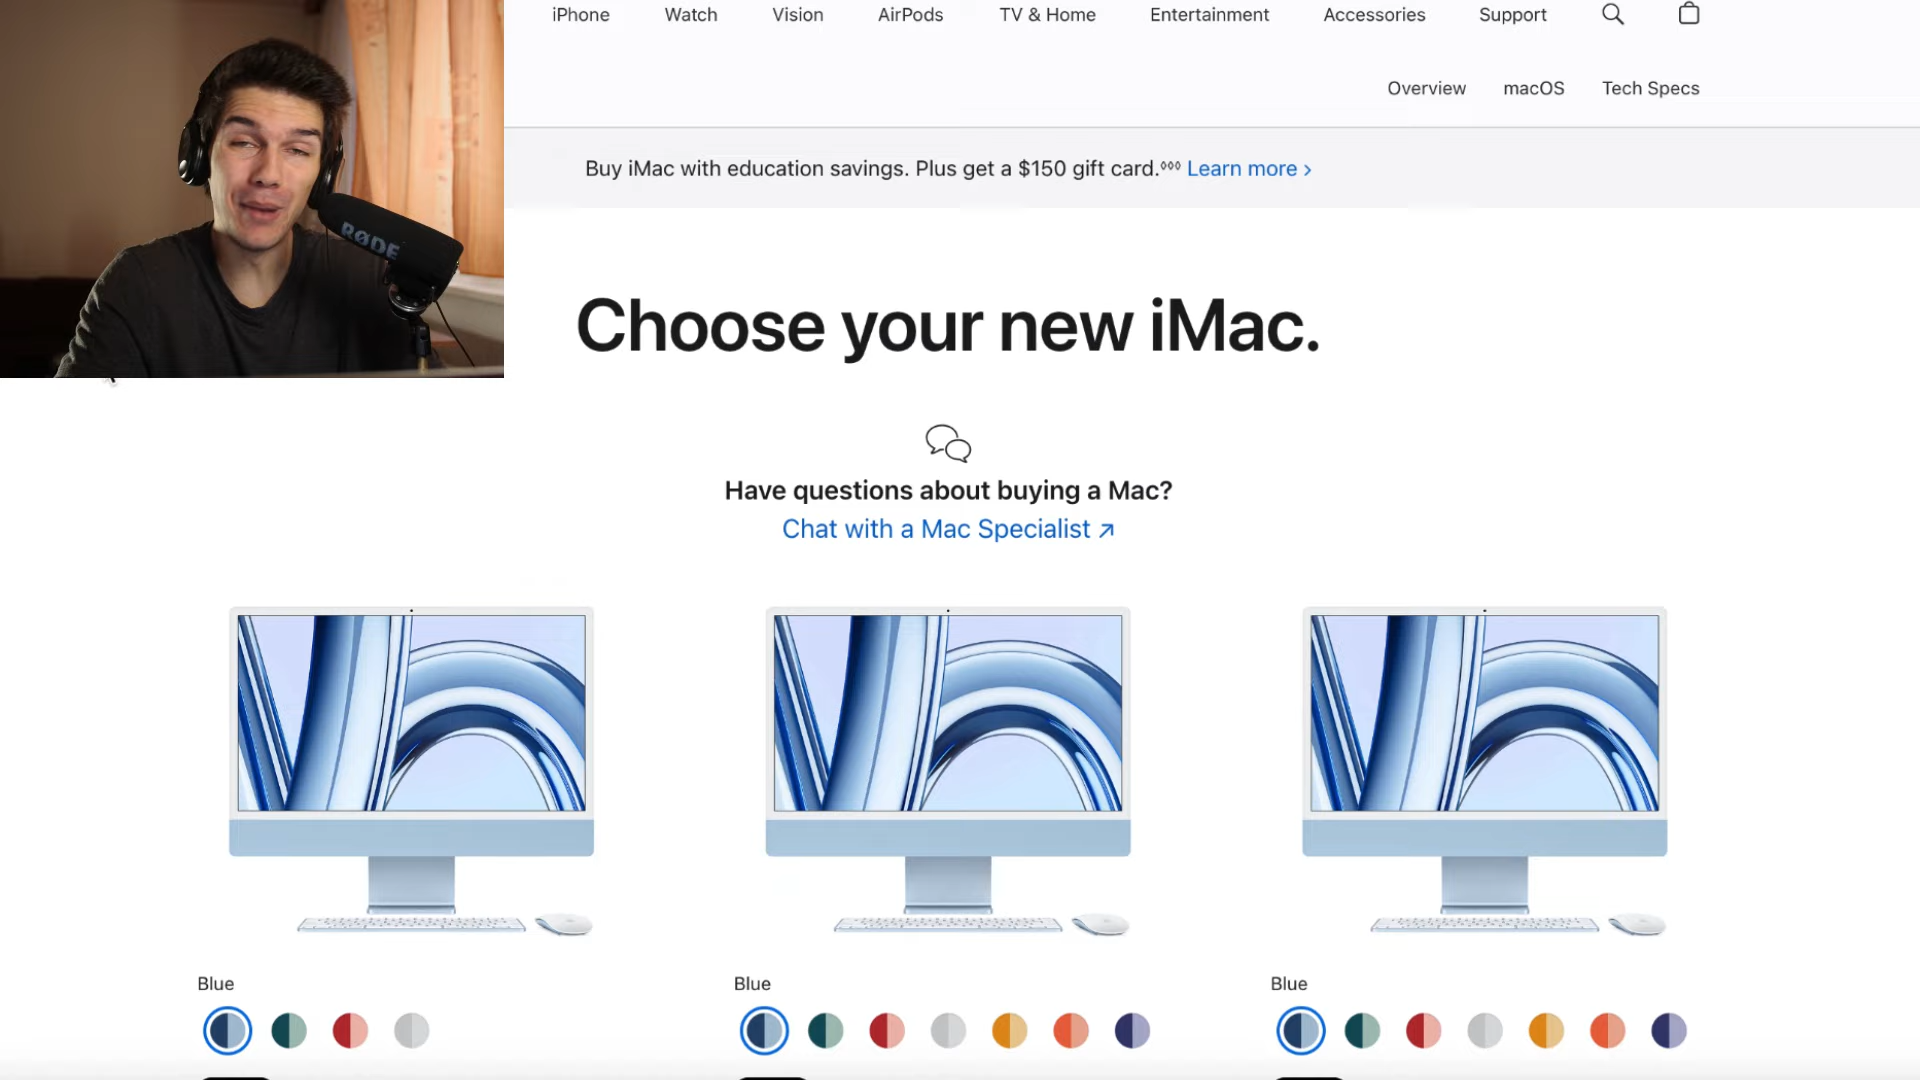 iPhone Watch Vision AirPods TV & Home Entertainment Accessories Support
Overview macOS Tech Specs
Buy iMac with education savings. Plus get a $150 gift card.◊◊◊ Learn more >
RØDE
Choose your new iMac.
Have questions about buying a Mac?
Chat with a Mac Specialist ↗
Blue Blue Blue